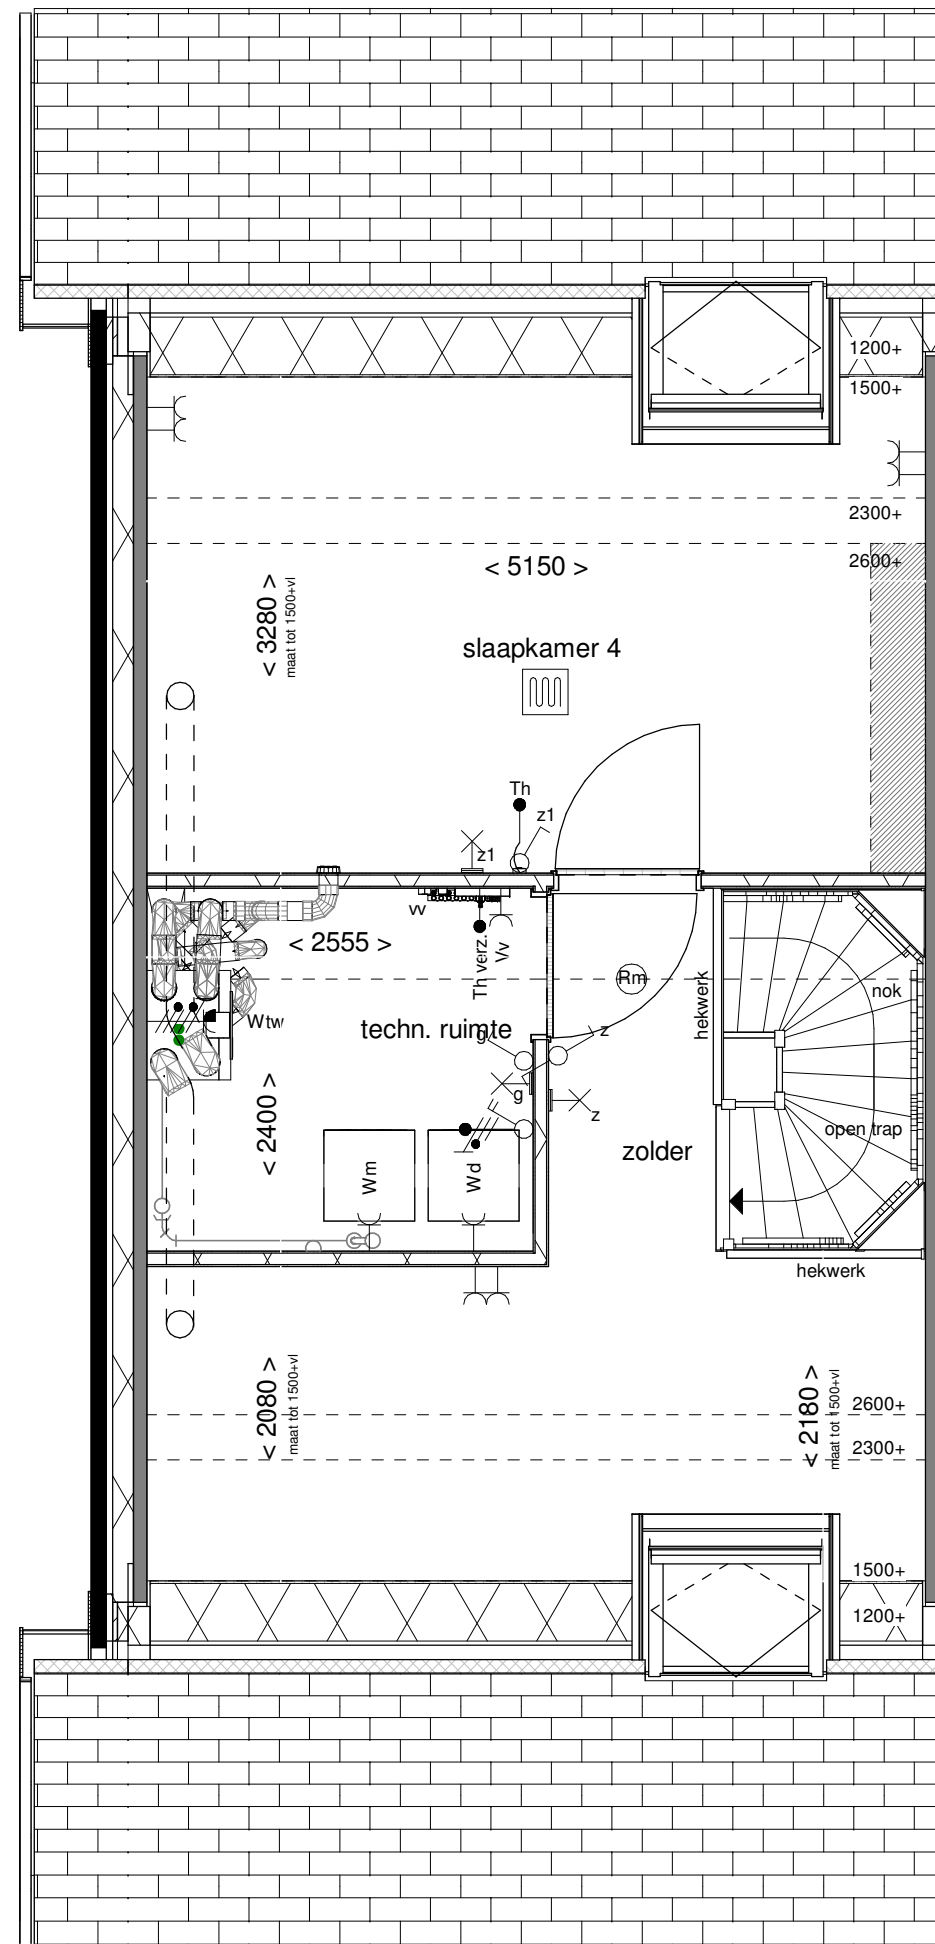 1200+
1500+
2300+
2600+
< 5150 >
< 3280 >
maat tot 1500+vl
slaapkamer 4
Th
z1
z1
vv
Th verz.
Vv
< 2555 >
Rm
hekwerk
nok
Wtw
techn. ruimte
g
z
g
z
< 2400 >
open trap
zolder
Wm
Wd
hekwerk
< 2080 >
maat tot 1500+vl
< 2180 >
maat tot 1500+vl
2600+
2300+
1500+
1200+